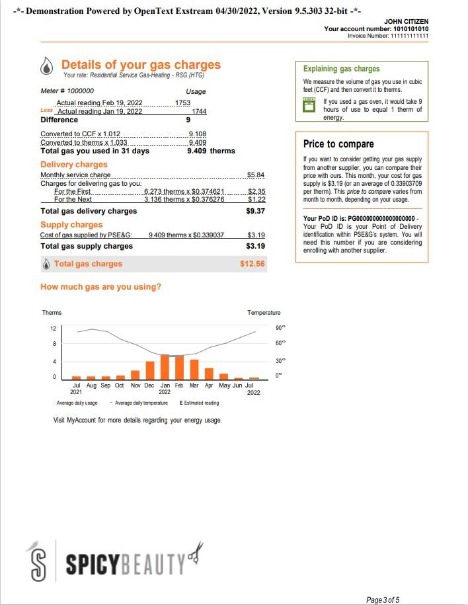 -*- Demonstration Powered by OpenText Exstream 04/30/2022, Version 9.5.303 32-bit -*-
JOHN CITIZEN
Your account number: 1010101010
Invoice Number: 111111111111
Details of your gas charges
Your rate: Residential Service Gas-Heating - RSG (HTG)
Meter # 1000000 Usage
Actual reading Feb 19, 2022 1753
Less Actual reading Jan 19, 2022 1744
Difference 9
Converted to CCF x 1.012 9.108
Converted to therms x 1.033 9.409
Total gas you used in 31 days 9.409 therms
Delivery charges
Monthly service charge $5.84
Charges for delivering gas to you:
For the First 6.273 therms x $0.374621 $2.35
For the Next 3.136 therms x $0.376276 $1.22
Total gas delivery charges $9.37
Supply charges
Cost of gas supplied by PSE&G: 9.409 therms x $0.339037 $3.19
Total gas supply charges $3.19
Total gas charges $12.56
Explaining gas charges
We measure the volume of gas you use in cubic
feet (CCF) and then convert it to therms.
If you used a gas oven, it would take 9
hours of use to equal 1 therm of
energy.
Price to compare
If you want to consider getting your gas supply
from another supplier, you can compare their
price with ours. This month, your cost for gas
supply is $3.19 (or an average of 0.33903709
per therm). This price to compare varies from
month to month, depending on your usage.
Your PoD ID is: PG000000000000000000 -
Your POD ID is your Point of Delivery
identification within PSE&G's system. You will
need this number if you are considering
enrolling with another supplier.
How much gas are you using?
Therms Temperature
12 90°
8 60°
4 30°
0 0°
Jul Aug Sep Oct Nov Dec Jan Feb Mar Apr May Jun Jul
2021 2022 2022
Average daily usage - Average daily temperature E Estimated reading
Visit MyAccount for more details regarding your energy usage.
SPICYBEAUTY
Page 3 of 5